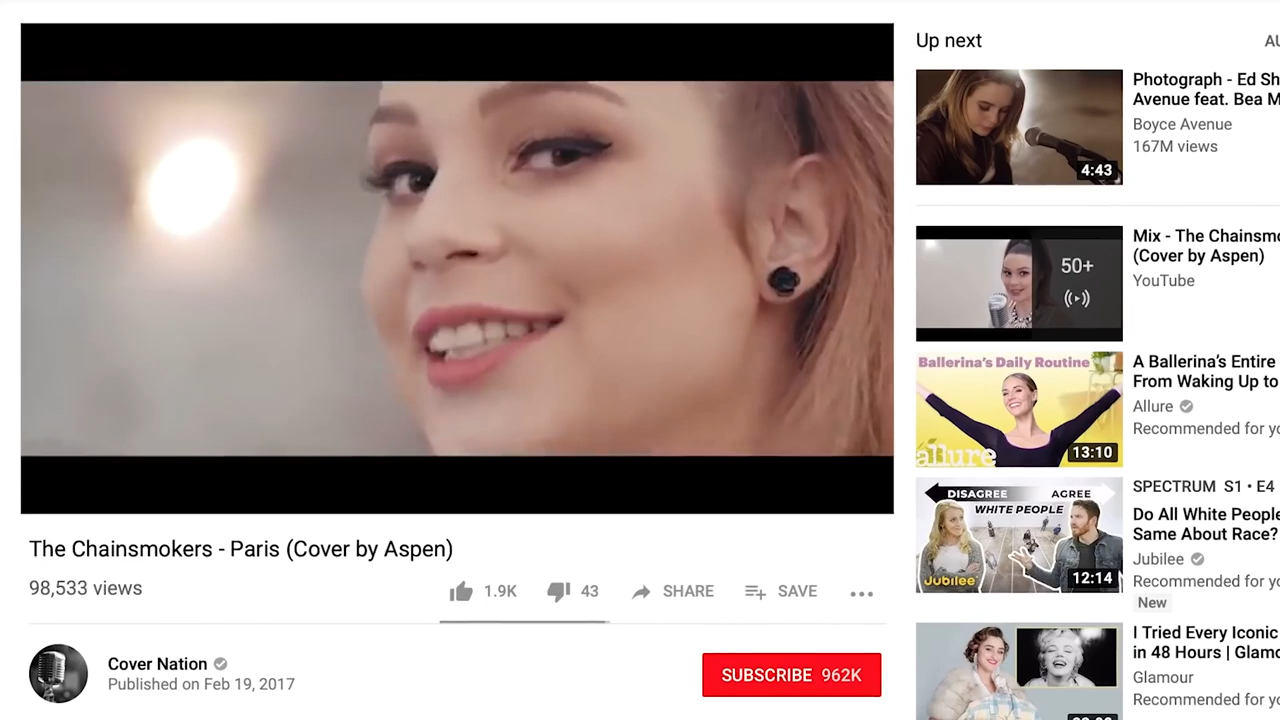 Up next
AU
Photograph - Ed Sh
Avenue feat. Bea M
Boyce Avenue
167M views
4:43
Mix - The Chainsmo
(Cover by Aspen)
YouTube
50+
Ballerina's Daily Routine
allure
13:10
A Ballerina's Entire
From Waking Up to
Allure
Recommended for yo
DISAGREE
AGREE
WHITE PEOPLE
Jubilee
12:14
SPECTRUM S1 • E4
Do All White People
Same About Race?
Jubilee
Recommended for yo
New
I Tried Every Iconic
in 48 Hours | Glamo
Glamour
Recommended for yo
The Chainsmokers - Paris (Cover by Aspen)
98,533 views
1.9K
43
SHARE
SAVE
Cover Nation
Published on Feb 19, 2017
SUBSCRIBE 962K